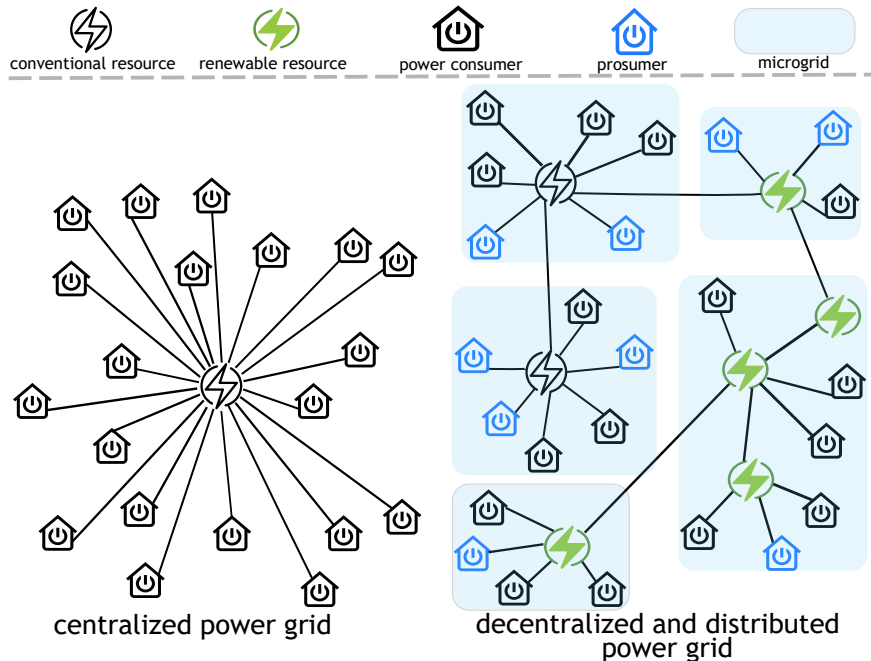 conventional resource
renewable resource
power consumer
prosumer
microgrid
centralized power grid
decentralized and distributed
power grid